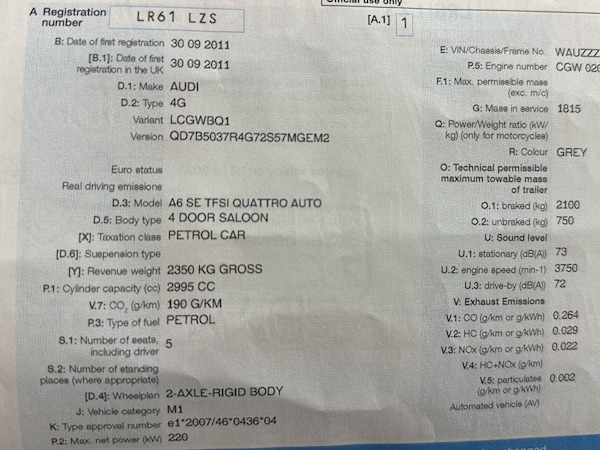 Official use only
A Registration number LR61 LZS
[A.1] 1
B: Date of first registration 30 09 2011
[B.1]: Date of first registration in the UK 30 09 2011
D.1: Make AUDI
D.2: Type 4G
Variant LCGWBQ1
Version QD7B5037R4G72S57MGEM2
Euro status
Real driving emissions
D.3: Model A6 SE TFSI QUATTRO AUTO
D.5: Body type 4 DOOR SALOON
[X]: Taxation class PETROL CAR
[D.6]: Suspension type
[Y]: Revenue weight 2350 KG GROSS
P.1: Cylinder capacity (cc) 2995 CC
V.7: CO2 (g/km) 190 G/KM
P.3: Type of fuel PETROL
S.1: Number of seats, including driver 5
S.2: Number of standing places (where appropriate)
[D.4]: Wheelplan 2-AXLE-RIGID BODY
J: Vehicle category M1
K: Type approval number e1*2007/46*0436*04
P.2: Max. net power (kW) 220
E: VIN/Chassis/Frame No. WAUZZZ
P.5: Engine number CGW 020
F.1: Max. permissible mass (exc. m/c)
G: Mass in service 1815
Q: Power/Weight ratio (kW/kg) (only for motorcycles)
R: Colour GREY
O: Technical permissible maximum towable mass of trailer
O.1: braked (kg) 2100
O.2: unbraked (kg) 750
U: Sound level
U.1: stationary (dB(A)) 73
U.2: engine speed (min-1) 3750
U.3: drive-by (dB(A)) 72
V: Exhaust Emissions
V.1: CO (g/km or g/kWh) 0.264
V.2: HC (g/km or g/kWh) 0.029
V.3: NOx (g/km or g/kWh) 0.022
V.4: HC+NOx (g/km)
V.5: particulates (g/km or g/kWh) 0.002
Automated vehicle (AV)